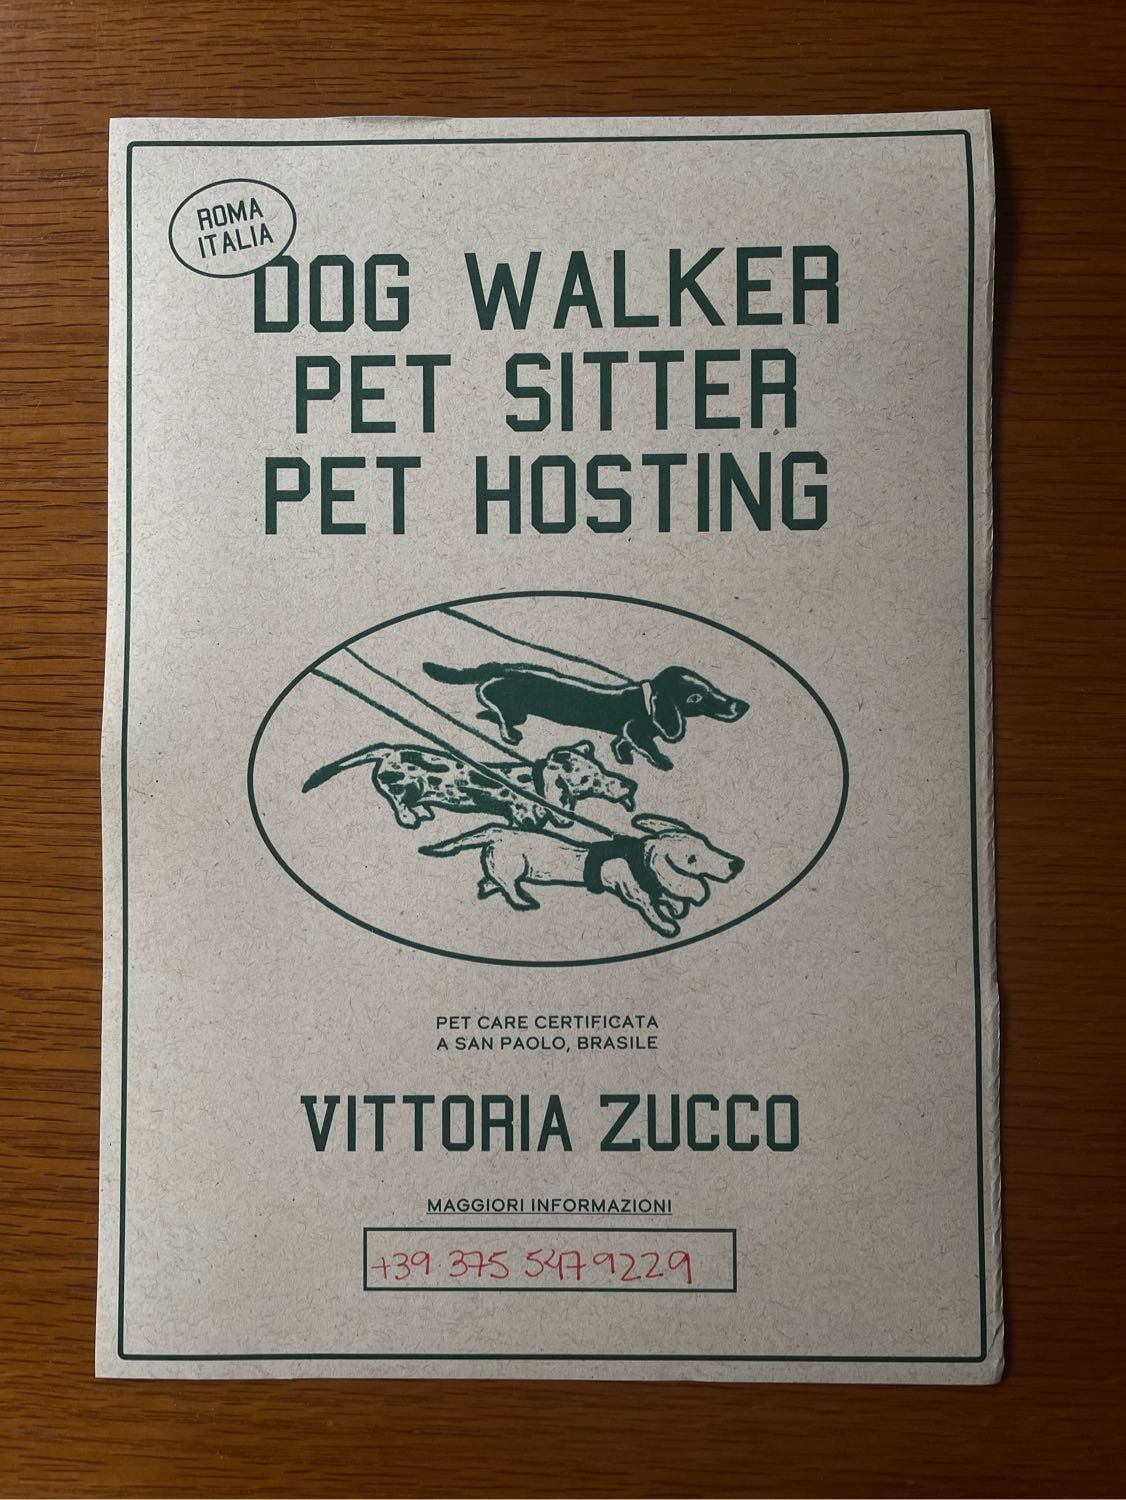 ROMA
ITALIA
DOG WALKER
PET SITTER
PET HOSTING
PET CARE CERTIFICATA
A SAN PAOLO, BRASILE
VITTORIA ZUCCO
MAGGIORI INFORMAZIONI
+39 375 5479229